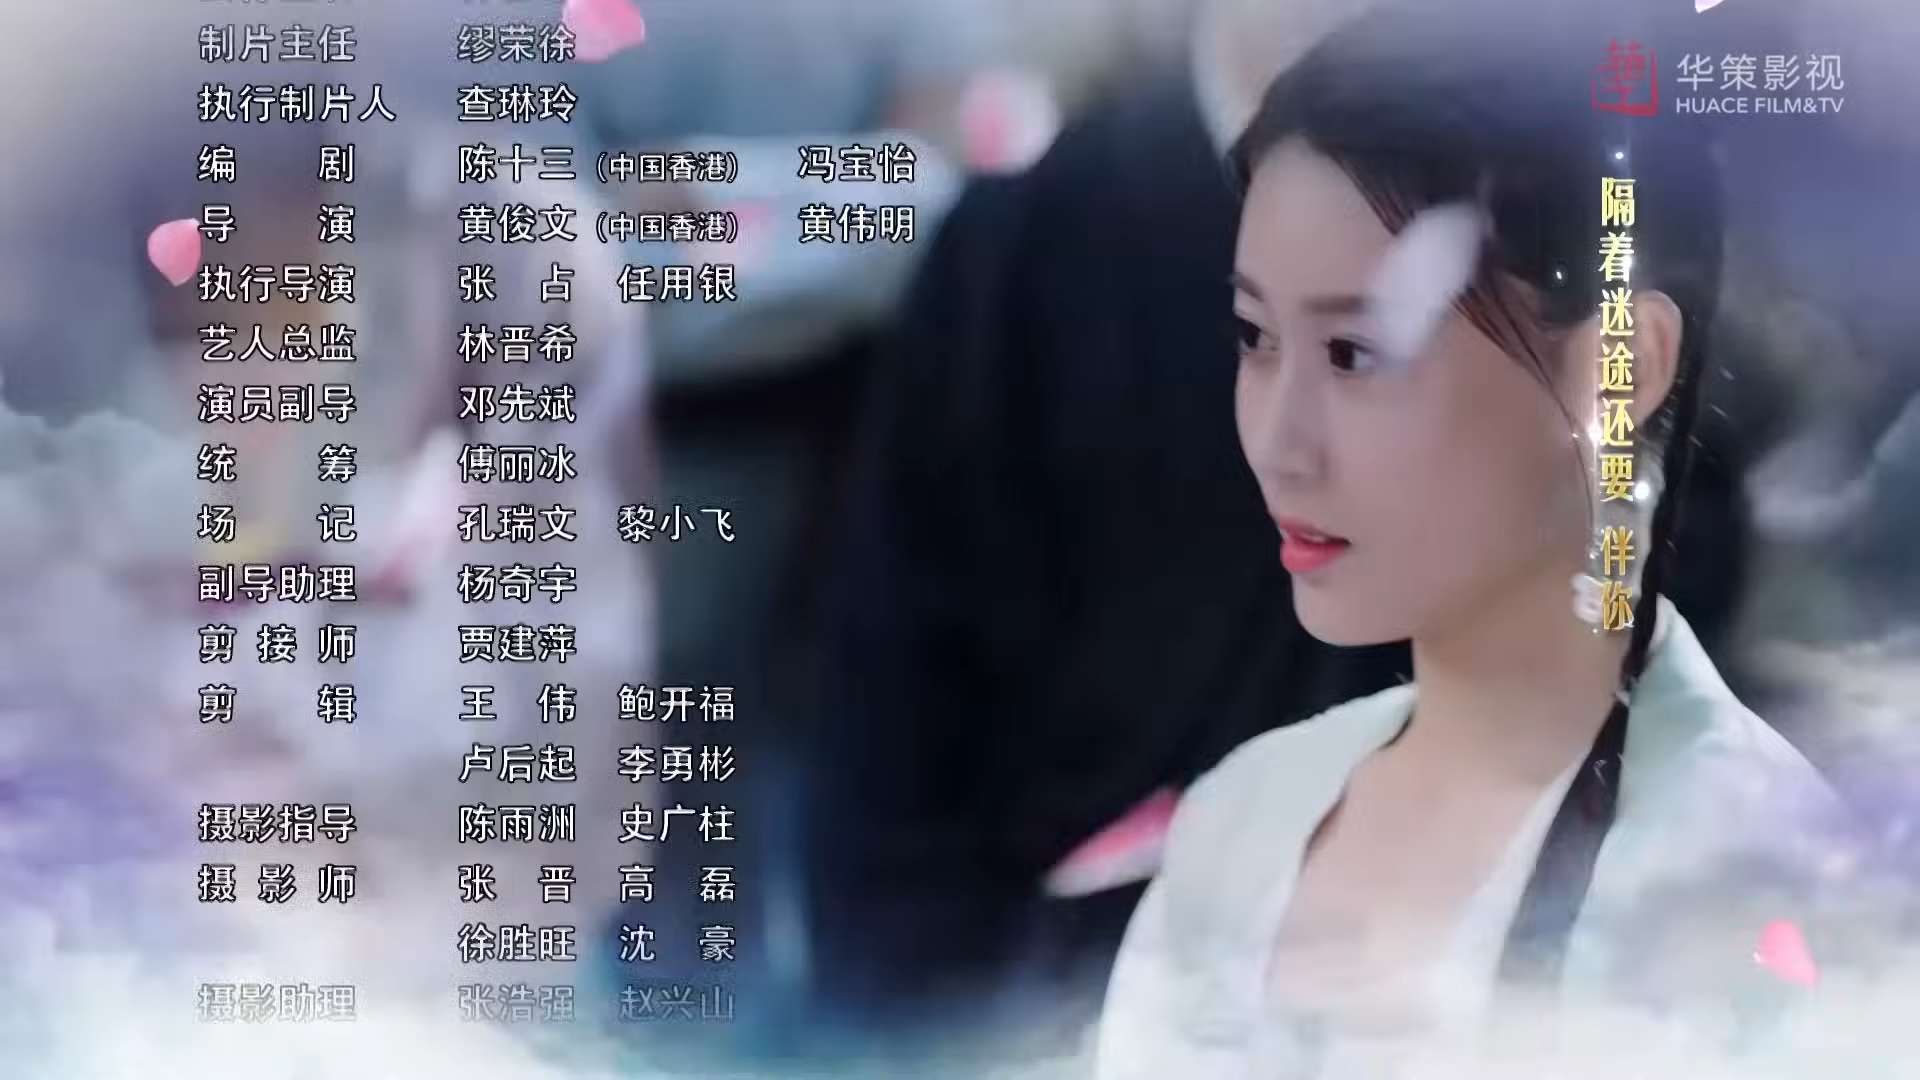 制片主任 缪荣徐
执行制片人 查琳玲
编 剧 陈十三（中国香港） 冯宝怡
导 演 黄俊文（中国香港） 黄伟明
执行导演 张 占 任用银
艺人总监 林晋希
演员副导 邓先斌
统 筹 傅丽冰
场 记 孔瑞文 黎小飞
副导助理 杨奇宇
剪 接 师 贾建萍
剪 辑 王 伟 鲍开福
卢后起 李勇彬
摄影指导 陈雨洲 史广柱
摄 影 师 张 晋 高 磊
徐胜旺 沈 豪
摄影助理 张浩强 赵兴山
华策影视
HUACE FILM&TV
隔着迷途还要 伴你